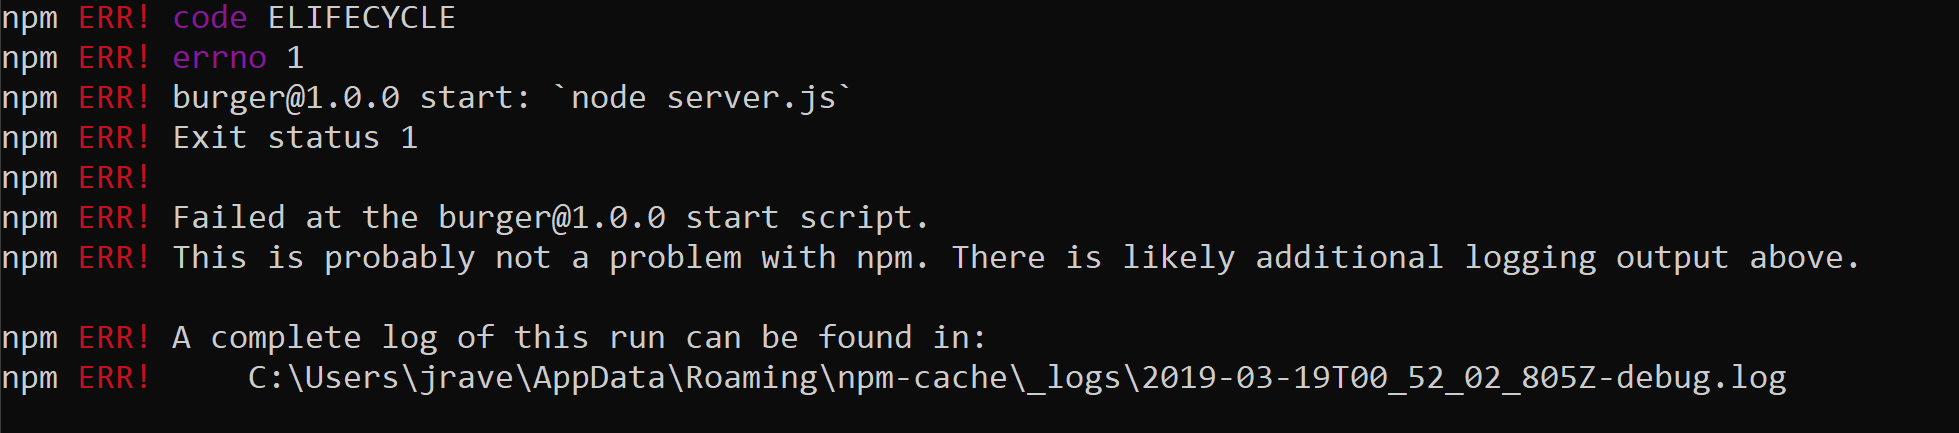 npm ERR! code ELIFECYCLE
npm ERR! errno 1
npm ERR! burger@1.0.0 start: `node server.js`
npm ERR! Exit status 1
npm ERR!
npm ERR! Failed at the burger@1.0.0 start script.
npm ERR! This is probably not a problem with npm. There is likely additional logging output above.
npm ERR! A complete log of this run can be found in:
npm ERR!     C:\Users\jrave\AppData\Roaming\npm-cache\_logs\2019-03-19T00_52_02_805Z-debug.log